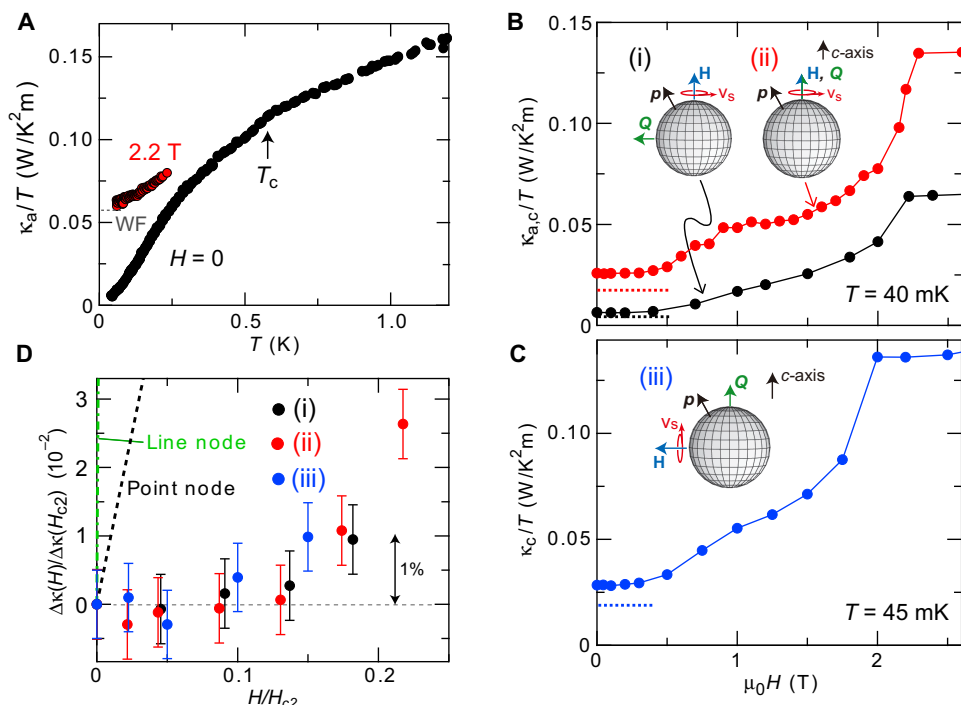 A
κa/T (W/K²m)
0.15
0.10
0.05
0
2.2 T
WF
H = 0
Tc
0 0.5 1.0
T (K)
B
κa,c/T (W/K²m)
0.15
0.10
0.05
0
(i)
H
p
vs
Q
(ii)
H, Q
p
vs
c-axis
T = 40 mK
C
κc/T (W/K²m)
0.10
0.05
0
(iii)
Q
c-axis
p
vs
H
T = 45 mK
0 1 2
μ0H (T)
D
Δκ(H)/Δκ(Hc2) (10⁻²)
3
2
1
0
Line node
Point node
(i)
(ii)
(iii)
1%
0 0.1 0.2
H/Hc2